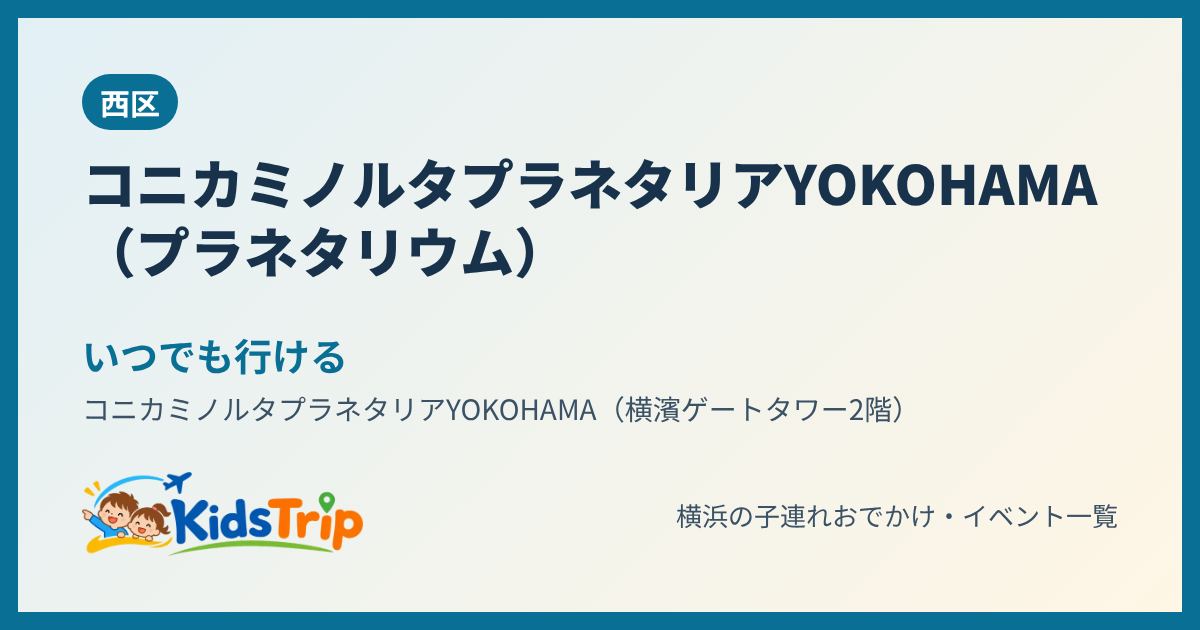 西区
コニカミノルタプラネタリアYOKOHAMA
（プラネタリウム）
いつでも行ける
コニカミノルタプラネタリアYOKOHAMA（横濱ゲートタワー2階）
KidsTrip
横浜の子連れおでかけ・イベント一覧